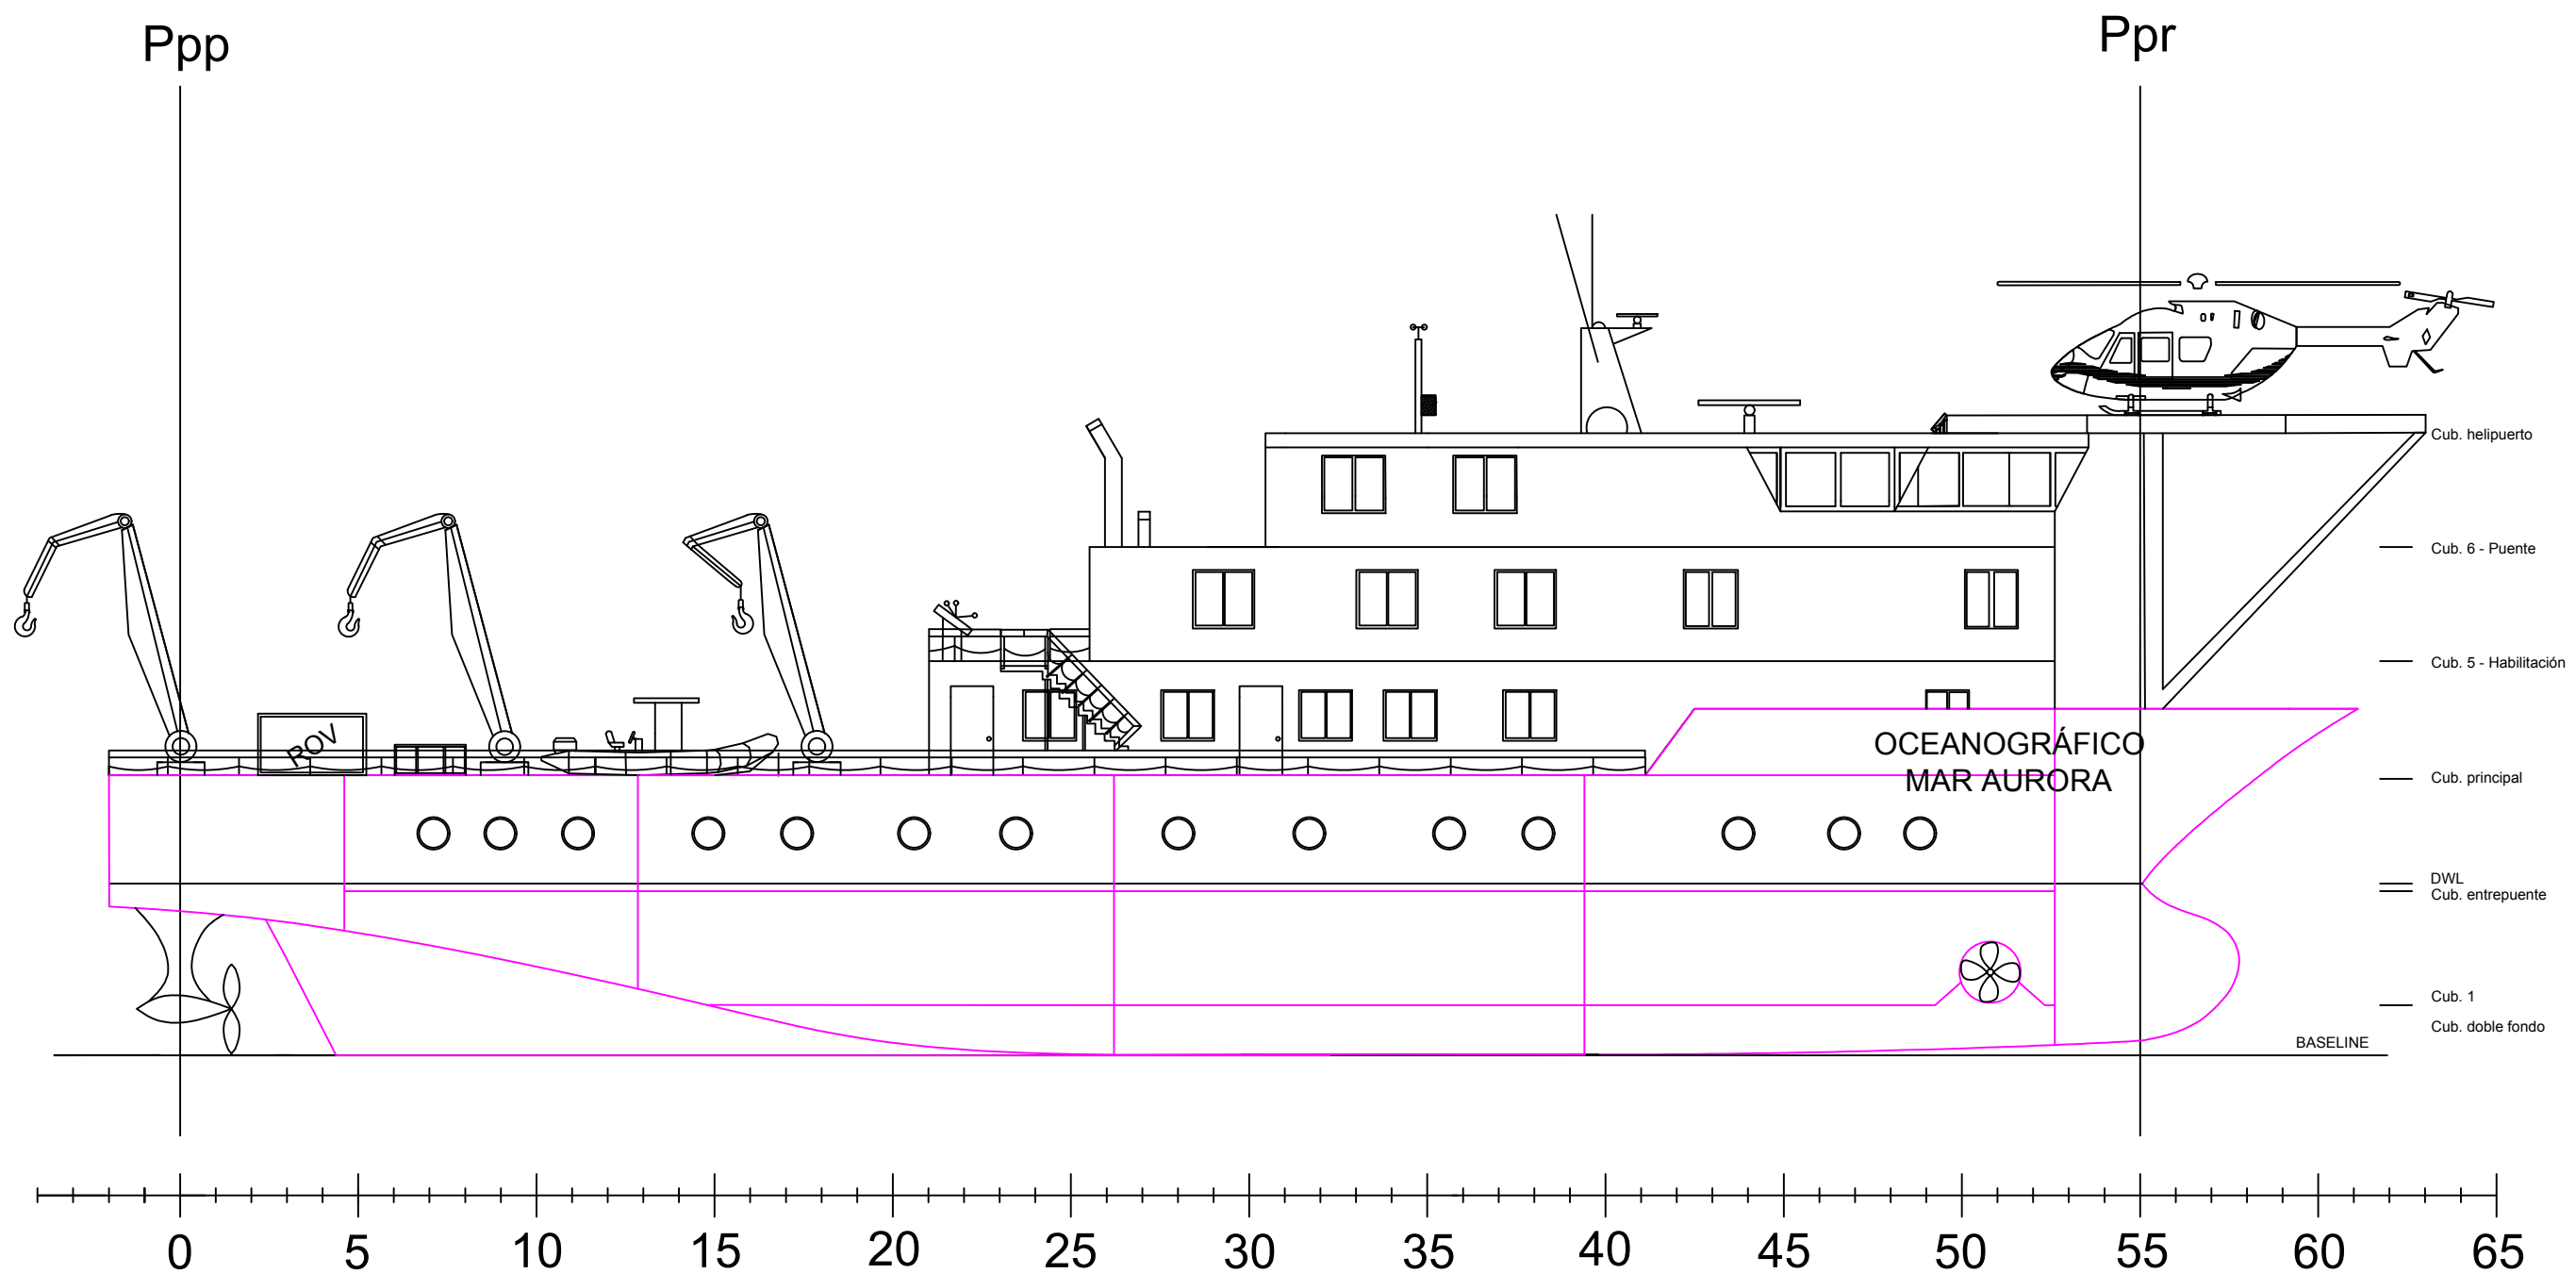 Ppp
Ppr
Cub. helipuerto
Cub. 6 - Puente
Cub. 5 - Habilitación
ROV
OCEANOGRÁFICO
MAR AURORA
Cub. principal
DWL
Cub. entrepuente
Cub. 1
Cub. doble fondo
BASELINE
0 5 10 15 20 25 30 35 40 45 50 55 60 65